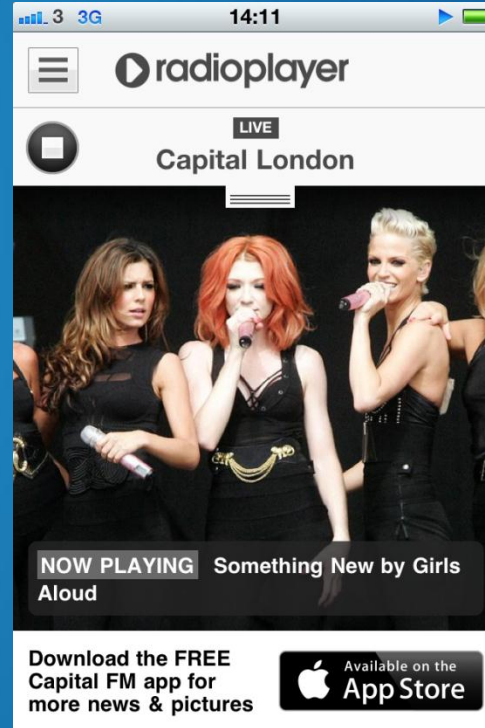 3 3G 14:11
radioplayer
LIVE
Capital London
NOW PLAYING Something New by Girls
Aloud
Download the FREE
Capital FM app for
more news & pictures
Available on the
App Store